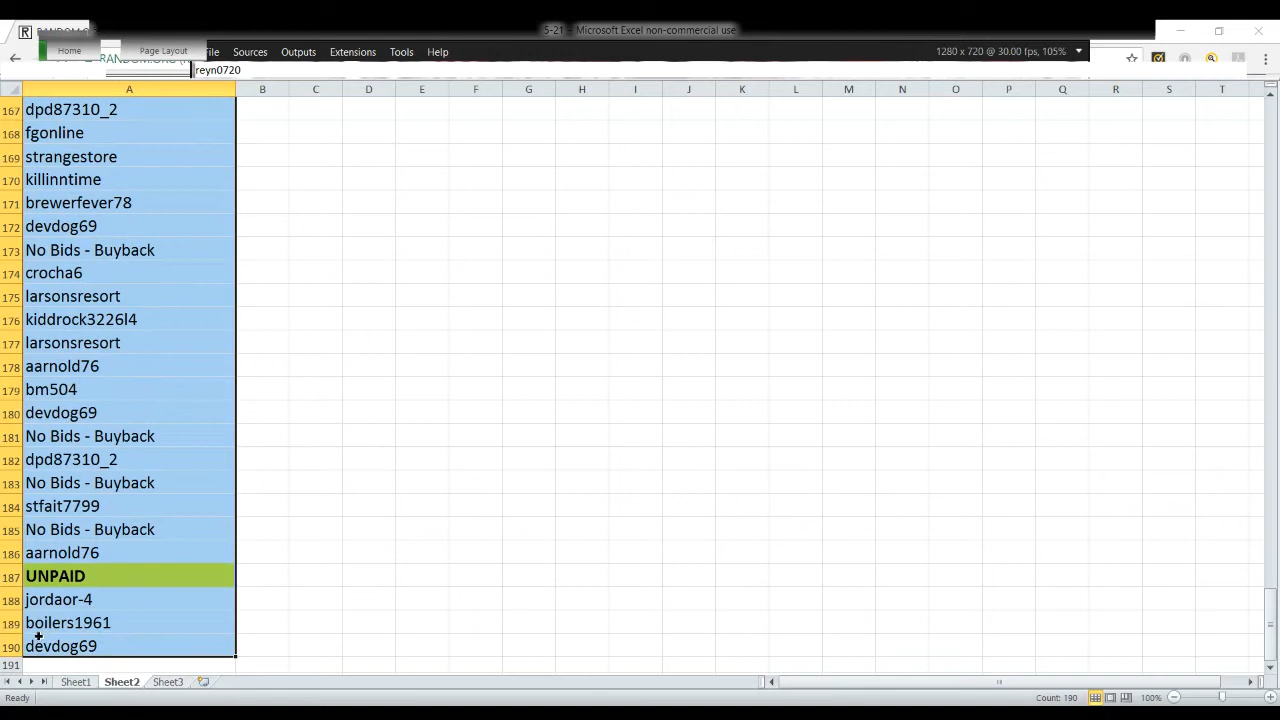 5-21 - Microsoft Excel non-commercial use
Home Page Layout File Sources Outputs Extensions Tools Help 1280 x 720 @ 30.00 fps, 105%
reyn0720
A B C D E F G H I J K L M N O P Q R S T
167 dpd87310_2
168 fgonline
169 strangestore
170 killinntime
171 brewerfever78
172 devdog69
173 No Bids - Buyback
174 crocha6
175 larsonsresort
176 kiddrock3226l4
177 larsonsresort
178 aarnold76
179 bm504
180 devdog69
181 No Bids - Buyback
182 dpd87310_2
183 No Bids - Buyback
184 stfait7799
185 No Bids - Buyback
186 aarnold76
187 UNPAID
188 jordaor-4
189 boilers1961
190 devdog69
191
Sheet1 Sheet2 Sheet3
Ready Count: 190 100%